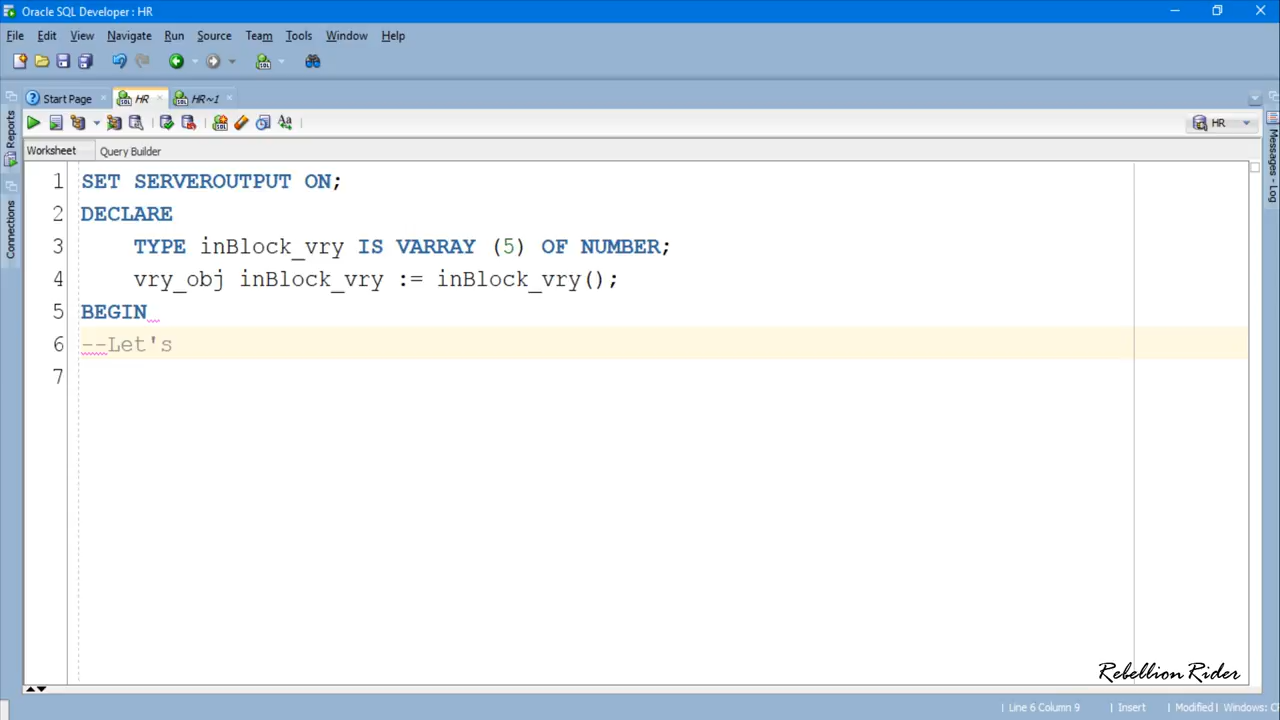 Oracle SQL Developer : HR
File Edit View Navigate Run Source Team Tools Window Help
Start Page HR HR~1
HR
Worksheet Query Builder
Reports
Connections
Messages - Log
1 SET SERVEROUTPUT ON;
2 DECLARE
3 TYPE inBlock_vry IS VARRAY (5) OF NUMBER;
4 vry_obj inBlock_vry := inBlock_vry();
5 BEGIN
6 --Let's
7
Rebellion Rider
Line 6 Column 9 Insert Modified Windows: C